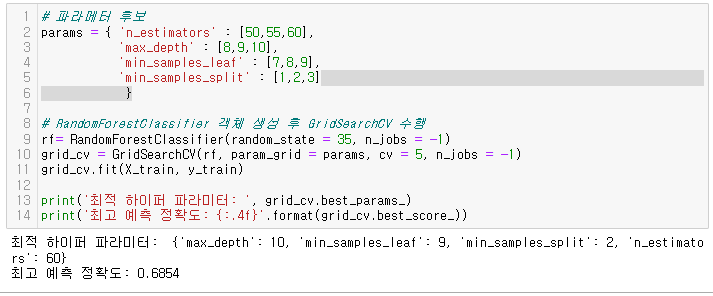 1 # 파라메터 후보
2 params = { 'n_estimators' : [50,55,60],
3 'max_depth' : [8,9,10],
4 'min_samples_leaf' : [7,8,9],
5 'min_samples_split' : [1,2,3]
6 }
7
8 # RandomForestClassifier 객체 생성 후 GridSearchCV 수행
9 rf= RandomForestClassifier(random_state = 35, n_jobs = -1)
10 grid_cv = GridSearchCV(rf, param_grid = params, cv = 5, n_jobs = -1)
11 grid_cv.fit(X_train, y_train)
12
13 print('최적 하이퍼 파라미터: ', grid_cv.best_params_)
14 print('최고 예측 정확도: {:.4f}'.format(grid_cv.best_score_))
최적 하이퍼 파라미터:  {'max_depth': 10, 'min_samples_leaf': 9, 'min_samples_split': 2, 'n_estimato
rs': 60}
최고 예측 정확도: 0.6854